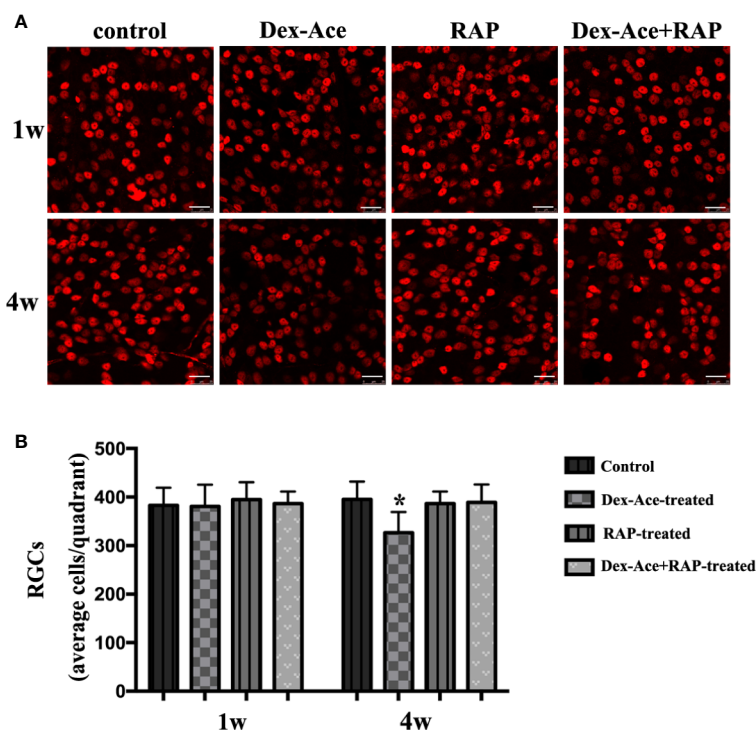 A
control Dex-Ace RAP Dex-Ace+RAP
1w
4w
B
RGCs
(average cells/quadrant)
500
400
300
200
100
0
*
1w 4w
Control
Dex-Ace-treated
RAP-treated
Dex-Ace+RAP-treated